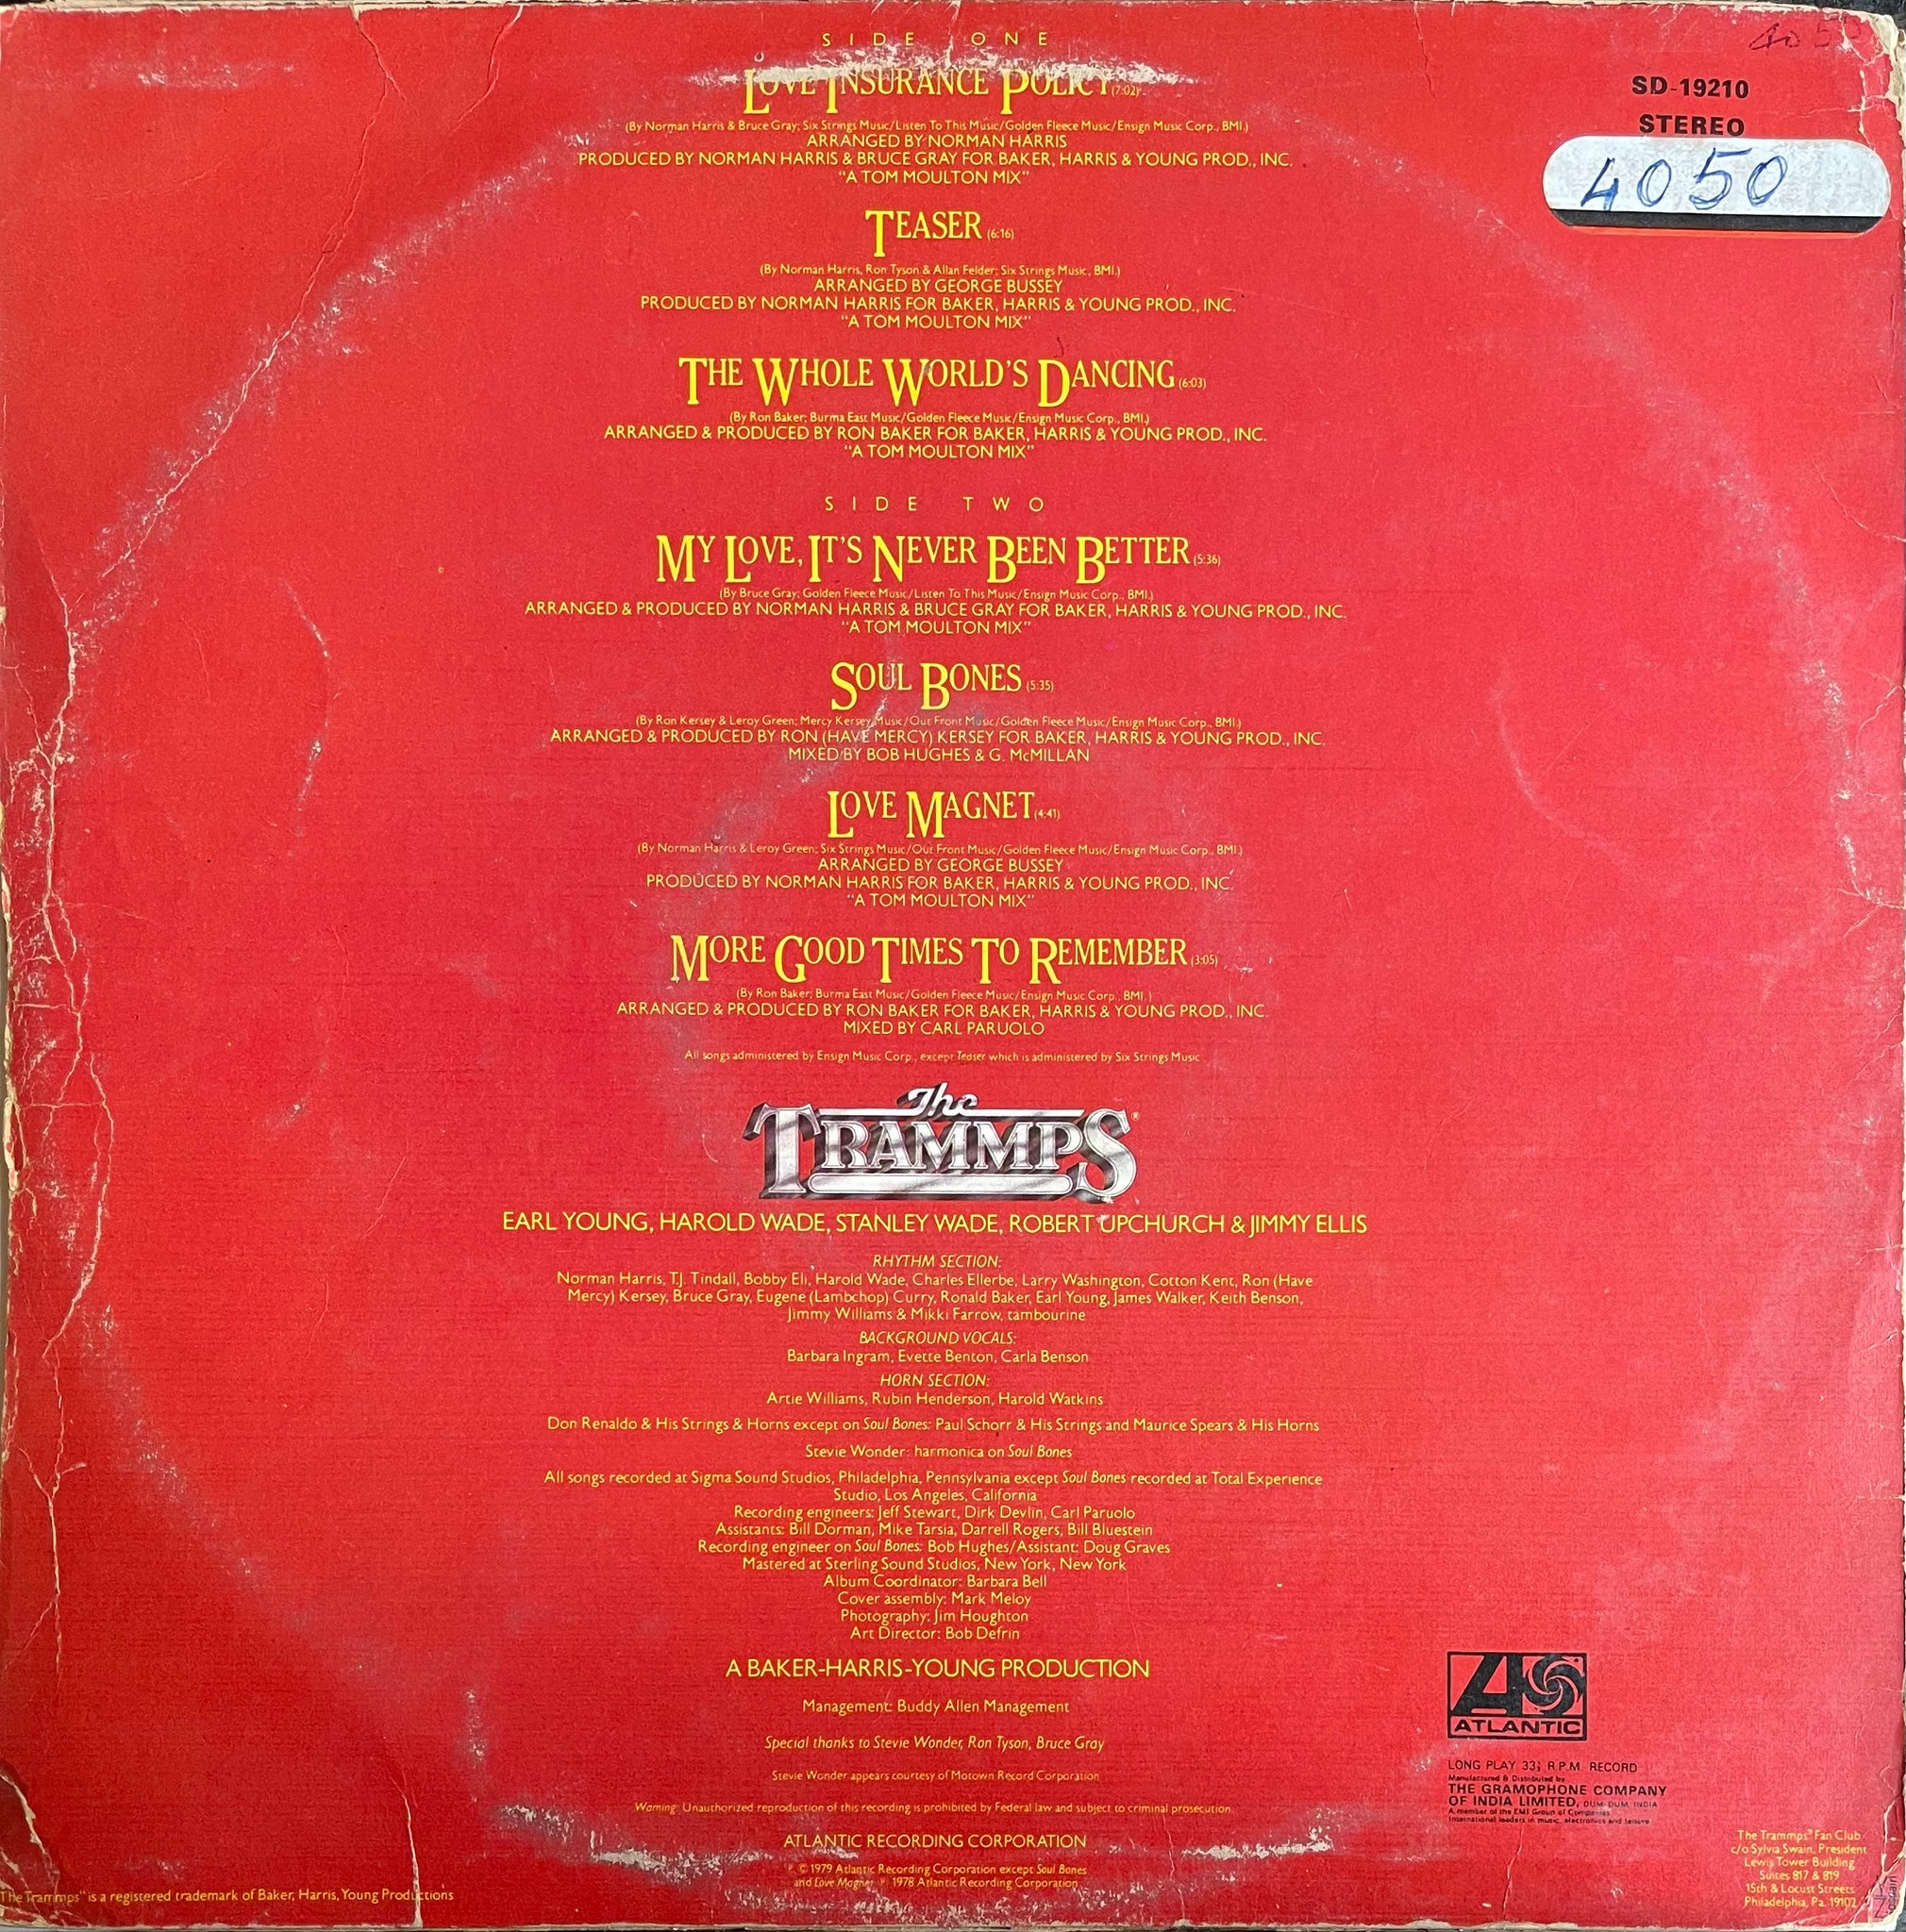 SIDE ONE
LOVE INSURANCE POLICY (7:02)
(By Norman Harris & Bruce Gray; Six Strings Music/Listen To This Music/Golden Fleece Music/Ensign Music Corp., BMI.)
ARRANGED BY NORMAN HARRIS
PRODUCED BY NORMAN HARRIS & BRUCE GRAY FOR BAKER, HARRIS & YOUNG PROD., INC.
"A TOM MOULTON MIX"
TEASER (6:16)
(By Norman Harris, Ron Tyson & Allan Felder; Six Strings Music, BMI.)
ARRANGED BY GEORGE BUSSEY
PRODUCED BY NORMAN HARRIS FOR BAKER, HARRIS & YOUNG PROD., INC.
"A TOM MOULTON MIX"
THE WHOLE WORLD'S DANCING (6:03)
(By Ron Baker; Burma East Music/Golden Fleece Music/Ensign Music Corp., BMI.)
ARRANGED & PRODUCED BY RON BAKER FOR BAKER, HARRIS & YOUNG PROD., INC.
"A TOM MOULTON MIX"
SIDE TWO
MY LOVE, IT'S NEVER BEEN BETTER (5:36)
(By Bruce Gray; Golden Fleece Music/Listen To This Music/Ensign Music Corp., BMI.)
ARRANGED & PRODUCED BY NORMAN HARRIS & BRUCE GRAY FOR BAKER, HARRIS & YOUNG PROD., INC.
"A TOM MOULTON MIX"
SOUL BONES (5:35)
(By Ron Kersey & Leroy Green; Mercy Kersey Music/Out Front Music/Golden Fleece Music/Ensign Music Corp., BMI.)
ARRANGED & PRODUCED BY RON (HAVE MERCY) KERSEY FOR BAKER, HARRIS & YOUNG PROD., INC.
MIXED BY BOB HUGHES & G. McMILLAN
LOVE MAGNET (4:41)
(By Norman Harris & Leroy Green; Six Strings Music/Out Front Music/Golden Fleece Music/Ensign Music Corp., BMI.)
ARRANGED BY GEORGE BUSSEY
PRODUCED BY NORMAN HARRIS FOR BAKER, HARRIS & YOUNG PROD., INC.
"A TOM MOULTON MIX"
MORE GOOD TIMES TO REMEMBER (3:05)
(By Ron Baker; Burma East Music/Golden Fleece Music/Ensign Music Corp., BMI.)
ARRANGED & PRODUCED BY RON BAKER FOR BAKER, HARRIS & YOUNG PROD., INC.
MIXED BY CARL PARUOLO
All songs administered by Ensign Music Corp., except Teaser which is administered by Six Strings Music
The
TRAMMPS®
EARL YOUNG, HAROLD WADE, STANLEY WADE, ROBERT UPCHURCH & JIMMY ELLIS
RHYTHM SECTION:
Norman Harris, T.J. Tindall, Bobby Eli, Harold Wade, Charles Ellerbe, Larry Washington, Cotton Kent, Ron (Have
Mercy) Kersey, Bruce Gray, Eugene (Lambchop) Curry, Ronald Baker, Earl Young, James Walker, Keith Benson,
Jimmy Williams & Mikki Farrow, tambourine
BACKGROUND VOCALS:
Barbara Ingram, Evette Benton, Carla Benson
HORN SECTION:
Artie Williams, Rubin Henderson, Harold Watkins
Don Renaldo & His Strings & Horns except on Soul Bones: Paul Schorr & His Strings and Maurice Spears & His Horns
Stevie Wonder: harmonica on Soul Bones
All songs recorded at Sigma Sound Studios, Philadelphia, Pennsylvania except Soul Bones recorded at Total Experience
Studio, Los Angeles, California
Recording engineers: Jeff Stewart, Dirk Devlin, Carl Paruolo
Assistants: Bill Dorman, Mike Tarsia, Darrell Rogers, Bill Bluestein
Recording engineer on Soul Bones: Bob Hughes/Assistant: Doug Graves
Mastered at Sterling Sound Studios, New York, New York
Album Coordinator: Barbara Bell
Cover assembly: Mark Meloy
Photography: Jim Houghton
Art Director: Bob Defrin
A BAKER-HARRIS-YOUNG PRODUCTION
Management: Buddy Allen Management
Special thanks to Stevie Wonder, Ron Tyson, Bruce Gray
Stevie Wonder appears courtesy of Motown Record Corporation
Warning: Unauthorized reproduction of this recording is prohibited by Federal law and subject to criminal prosecution.
ATLANTIC RECORDING CORPORATION
℗ © 1979 Atlantic Recording Corporation except Soul Bones
and Love Magnet ℗ 1978 Atlantic Recording Corporation
The Trammps" is a registered trademark of Baker, Harris, Young Productions
4050
SD-19210
STEREO
4050
ATLANTIC
LONG PLAY 33⅓ R.P.M. RECORD
Manufactured & Distributed by
THE GRAMOPHONE COMPANY
OF INDIA LIMITED, DUM-DUM, INDIA
A member of the EMI Group of Companies
International leaders in music, electronics and leisure
The Trammps® Fan Club
c/o Sylvia Swain, President
Lewis Tower Building
Suites 817 & 819
15th & Locust Streets
Philadelphia, Pa. 19102